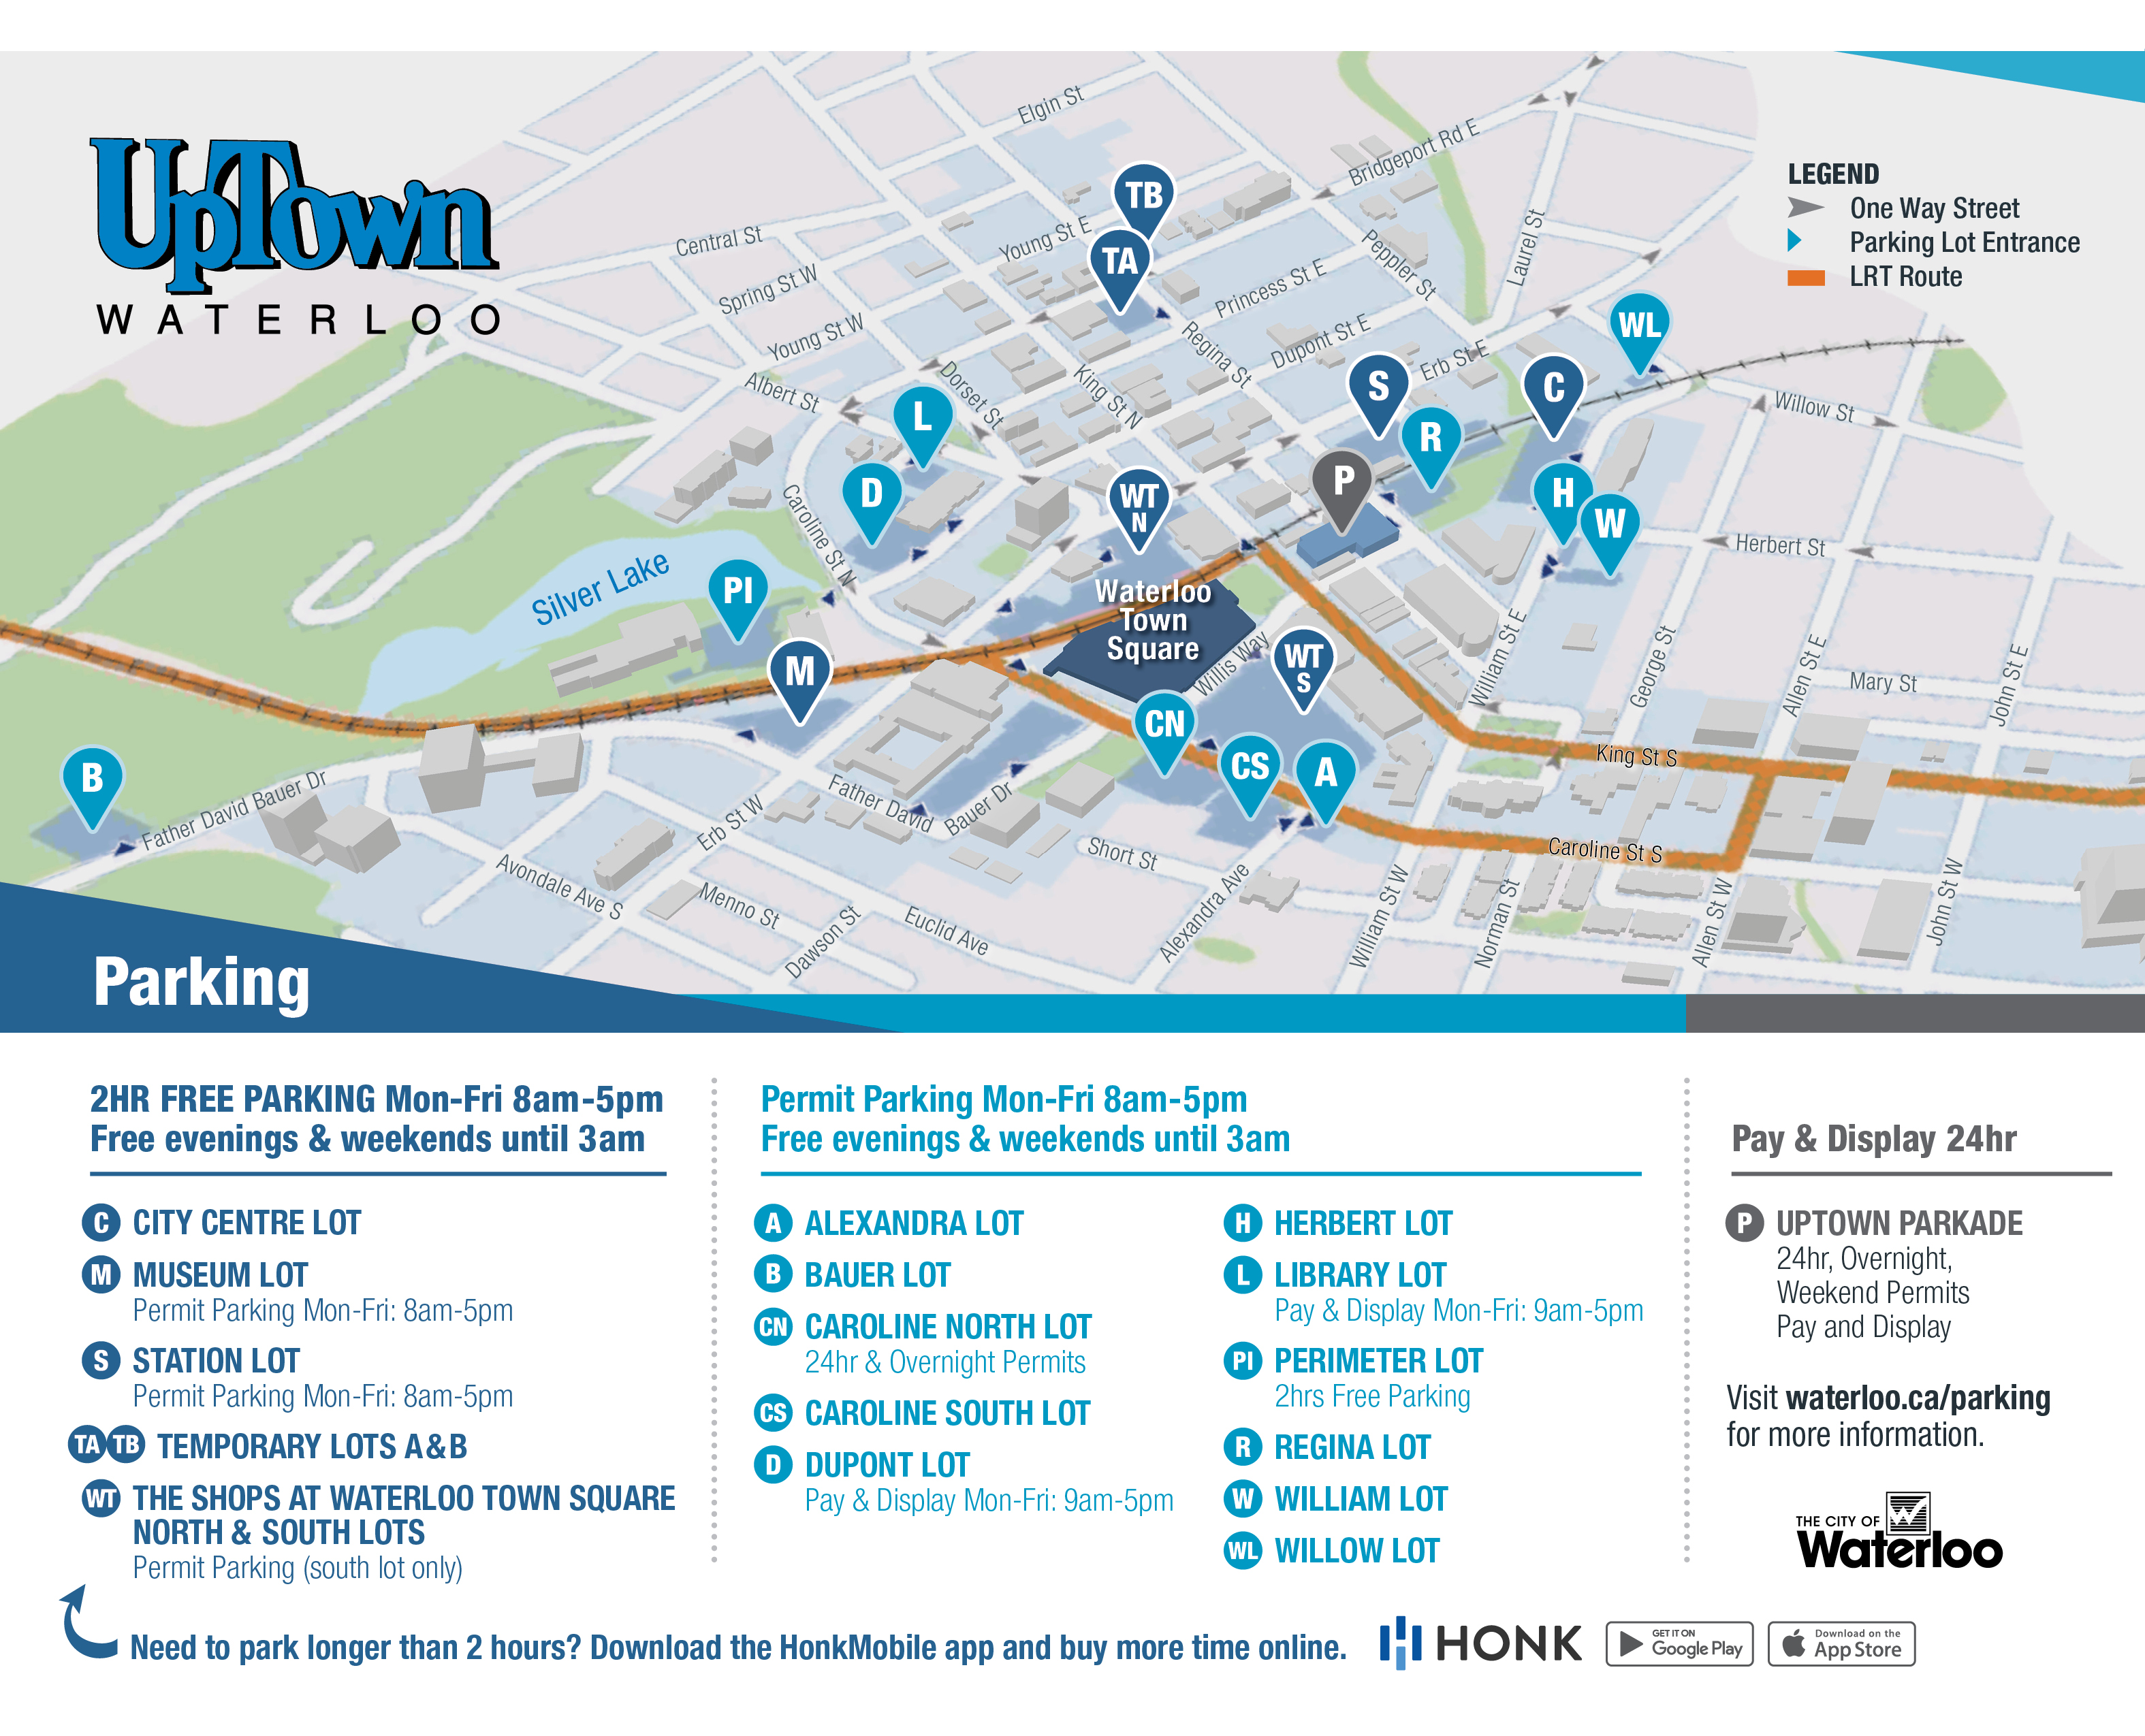 UpTown
WATERLOO
LEGEND
One Way Street
Parking Lot Entrance
LRT Route
Elgin St
Bridgeport Rd E
TB
Central St
Young St E
TA
Peppler St
Laurel St
Spring St W
Princess St E
WL
Young St W
Regina St
Dupont St E
Erb St E
Albert St
Dorset St
King St N
S
C
Willow St
L
R
D
WT
N
P
H
W
Caroline St N
Herbert St
Silver Lake
PI
Waterloo
Town
Square
Willis Way
WT
S
William St E
George St
Allen St E
John St E
Mary St
M
CN
CS
A
King St S
B
Father David Bauer Dr
Erb St W
Father David
Bauer Dr
Short St
Caroline St S
Avondale Ave S
Menno St
Dawson St
Euclid Ave
Alexandra Ave
William St W
Norman St
Allen St W
John St W
Parking
2HR FREE PARKING Mon-Fri 8am-5pm
Free evenings & weekends until 3am
C CITY CENTRE LOT
M MUSEUM LOT
Permit Parking Mon-Fri: 8am-5pm
S STATION LOT
Permit Parking Mon-Fri: 8am-5pm
TA TB TEMPORARY LOTS A & B
WT THE SHOPS AT WATERLOO TOWN SQUARE
NORTH & SOUTH LOTS
Permit Parking (south lot only)
Permit Parking Mon-Fri 8am-5pm
Free evenings & weekends until 3am
A ALEXANDRA LOT
B BAUER LOT
CN CAROLINE NORTH LOT
24hr & Overnight Permits
CS CAROLINE SOUTH LOT
D DUPONT LOT
Pay & Display Mon-Fri: 9am-5pm
H HERBERT LOT
L LIBRARY LOT
Pay & Display Mon-Fri: 9am-5pm
PI PERIMETER LOT
2hrs Free Parking
R REGINA LOT
W WILLIAM LOT
WL WILLOW LOT
Pay & Display 24hr
P UPTOWN PARKADE
24hr, Overnight,
Weekend Permits
Pay and Display
Visit waterloo.ca/parking
for more information.
THE CITY OF
Waterloo
Need to park longer than 2 hours? Download the HonkMobile app and buy more time online.
HONK
GET IT ON
Google Play
Download on the
App Store